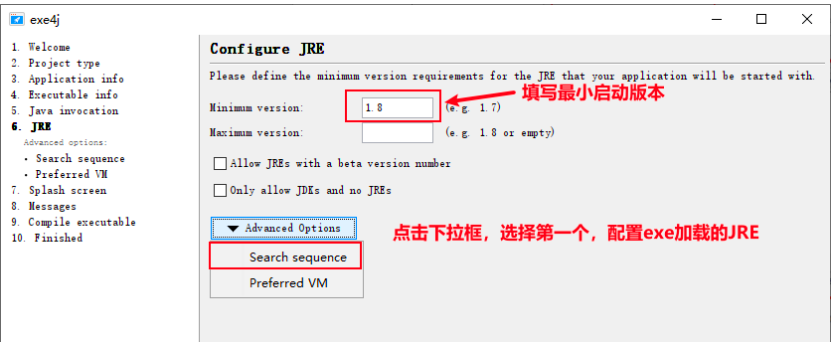 exe4j
1. Welcome
2. Project type
3. Application info
4. Executable info
5. Java invocation
6. JRE
Advanced options:
· Search sequence
· Preferred VM
7. Splash screen
8. Messages
9. Compile executable
10. Finished
Configure JRE
Please define the minimum version requirements for the JRE that your application will be started with.
填写最小启动版本
Minimum version: 1.8 (e.g. 1.7)
Maximum version: (e.g. 1.8 or empty)
Allow JREs with a beta version number
Only allow JDKs and no JREs
Advanced Options
点击下拉框，选择第一个，配置exe加载的JRE
Search sequence
Preferred VM